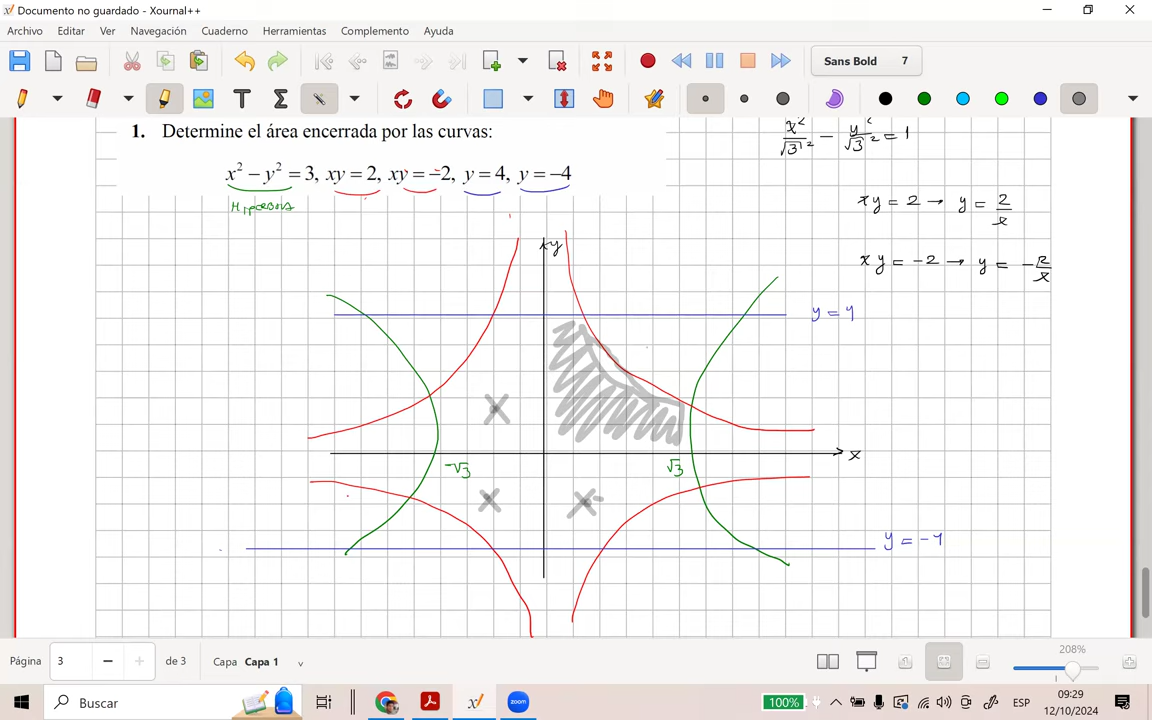 Documento no guardado - Xournal++
Archivo Editar Ver Navegación Cuaderno Herramientas Complemento Ayuda
Sans Bold 7
1. Determine el área encerrada por las curvas:
x² − y² = 3, xy = 2, xy = −2, y = 4, y = −4
Hiperbola
x²/√3² − y²/√3² = 1
xy = 2 → y = 2/x
xy = −2 → y = −2/x
y
y = 4
x
−√3
√3
y = −4
Página 3 de 3 Capa Capa 1
208%
Buscar
zoom
100%
ESP
09:29
12/10/2024